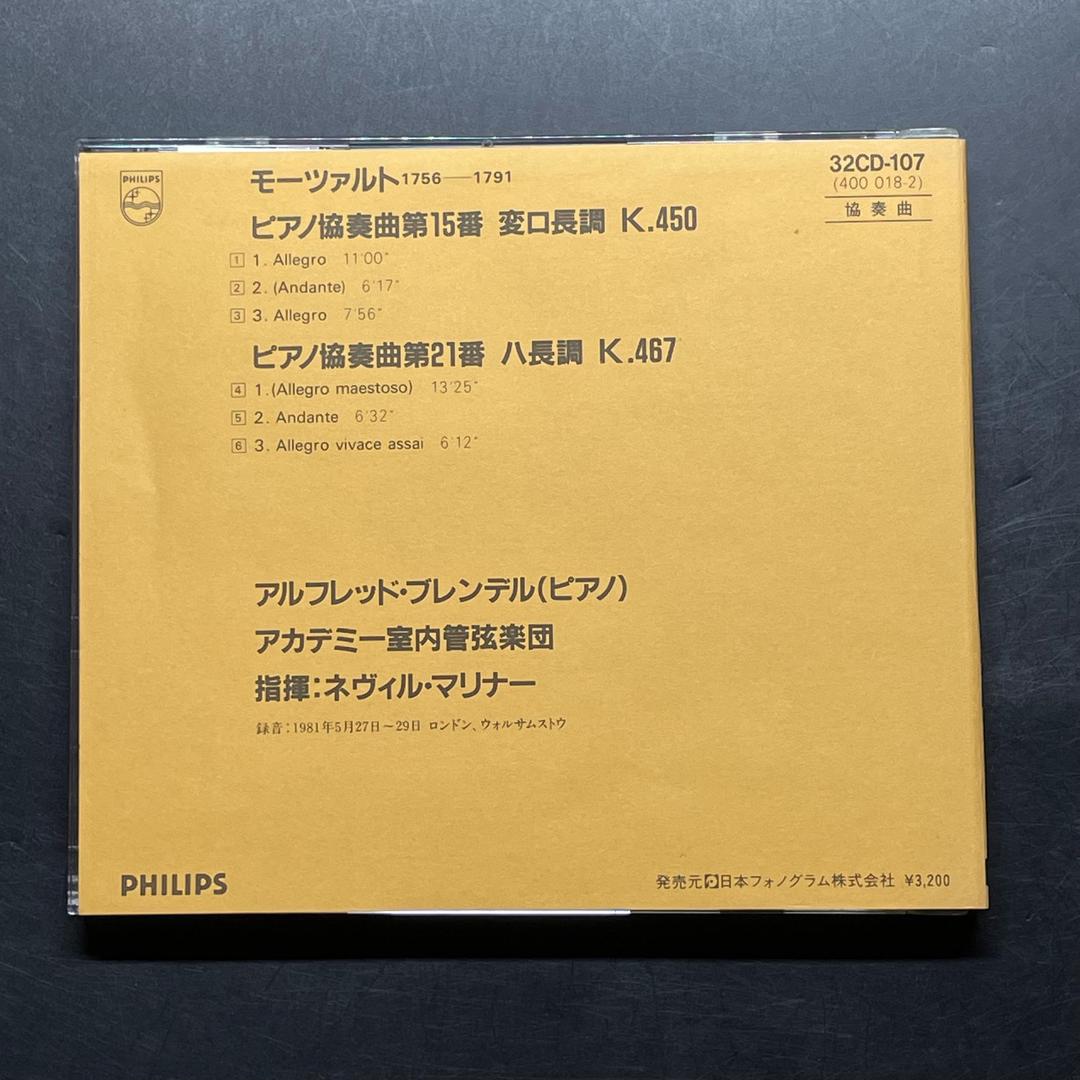 PHILIPS
モーツァルト1756—1791
32CD-107
(400 018-2)
協奏曲
ピアノ協奏曲第15番 変ロ長調 K.450
1 1. Allegro 11'00"
2 2. (Andante) 6'17"
3 3. Allegro 7'56"
ピアノ協奏曲第21番 ハ長調 K.467
4 1.(Allegro maestoso) 13'25"
5 2. Andante 6'32"
6 3. Allegro vivace assai 6'12"
アルフレッド・ブレンデル(ピアノ)
アカデミー室内管弦楽団
指揮:ネヴィル・マリナー
録音:1981年5月27日〜29日 ロンドン、ウォルサムストウ
PHILIPS
発売元 日本フォノグラム株式会社 ¥3,200